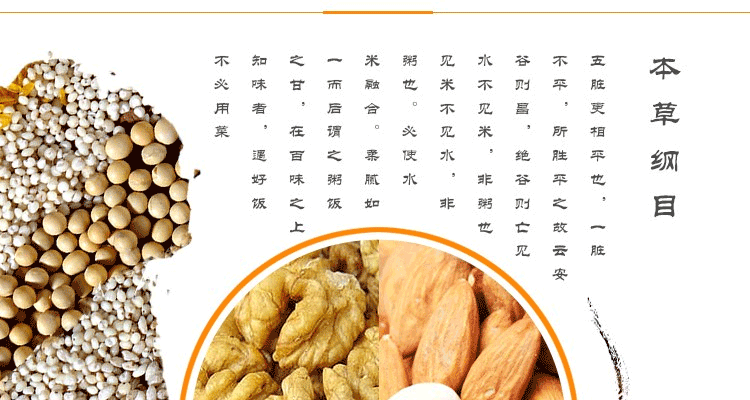 本草纲目
五脏更相平也，一脏
不平，所胜平之故云安
谷则昌，绝谷则亡见
水不见米，非粥也
见米不见水，非
粥也。必使水
米融合。柔腻如
一而后谓之粥饭
之甘，在百味之上
知味者，遇好饭
不必用菜